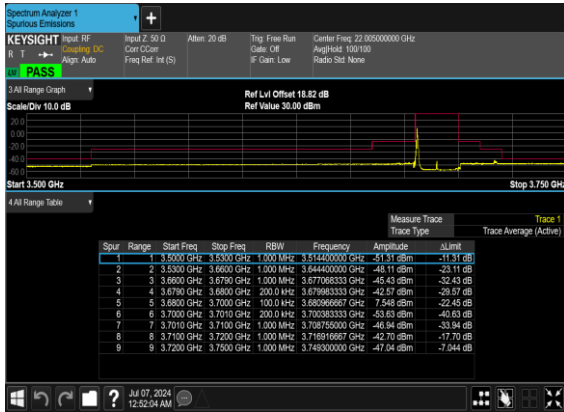 Spectrum Analyzer 1
Spurious Emissions
KEYSIGHT Input: RF Input Z: 50 Ω Atten: 20 dB Trig: Free Run Center Freq: 22.005000000 GHz
R T Coupling: DC Corr CCorr Gate: Off Avg|Hold: 100/100
Align: Auto Freq Ref: Int (S) IF Gain: Low Radio Std: None
LXI PASS
3 All Range Graph Ref Lvl Offset 18.82 dB
Scale/Div 10.0 dB Ref Value 30.00 dBm
20.0
0.00
-20.0
-40.0
-60.0
Start 3.500 GHz Stop 3.750 GHz
4 All Range Table
Measure Trace Trace 1
Trace Type Trace Average (Active)
Spur Range Start Freq Stop Freq RBW Frequency Amplitude ΔLimit
1 1 3.5000 GHz 3.5300 GHz 1.000 MHz 3.514400000 GHz -51.31 dBm -11.31 dB
2 2 3.5300 GHz 3.6600 GHz 1.000 MHz 3.644400000 GHz -48.11 dBm -23.11 dB
3 3 3.6600 GHz 3.6790 GHz 1.000 MHz 3.677068333 GHz -45.43 dBm -32.43 dB
4 4 3.6790 GHz 3.6800 GHz 200.0 kHz 3.679983333 GHz -42.57 dBm -29.57 dB
5 5 3.6800 GHz 3.7000 GHz 100.0 kHz 3.680966667 GHz 7.548 dBm -22.45 dB
6 6 3.7000 GHz 3.7010 GHz 200.0 kHz 3.700383333 GHz -53.63 dBm -40.63 dB
7 7 3.7010 GHz 3.7100 GHz 1.000 MHz 3.708755000 GHz -46.94 dBm -33.94 dB
8 8 3.7100 GHz 3.7200 GHz 1.000 MHz 3.716916667 GHz -42.70 dBm -17.70 dB
9 9 3.7200 GHz 3.7500 GHz 1.000 MHz 3.749300000 GHz -47.04 dBm -7.044 dB
Jul 07, 2024
12:52:04 AM